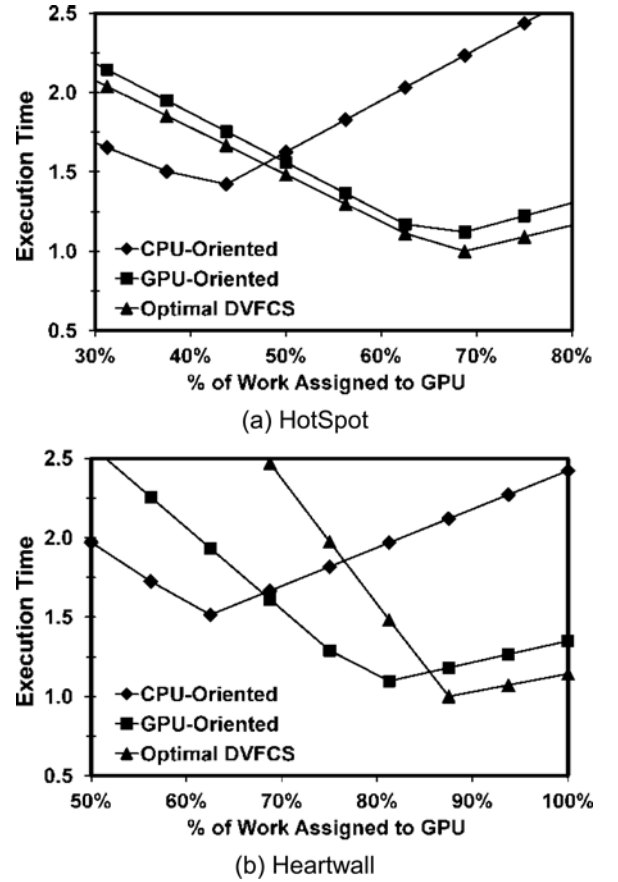 2.5
2.0
1.5
1.0
0.5
Execution Time
CPU-Oriented
GPU-Oriented
Optimal DVFCS
30% 40% 50% 60% 70% 80%
% of Work Assigned to GPU
(a) HotSpot
2.5
2.0
1.5
1.0
0.5
Execution Time
CPU-Oriented
GPU-Oriented
Optimal DVFCS
50% 60% 70% 80% 90% 100%
% of Work Assigned to GPU
(b) Heartwall